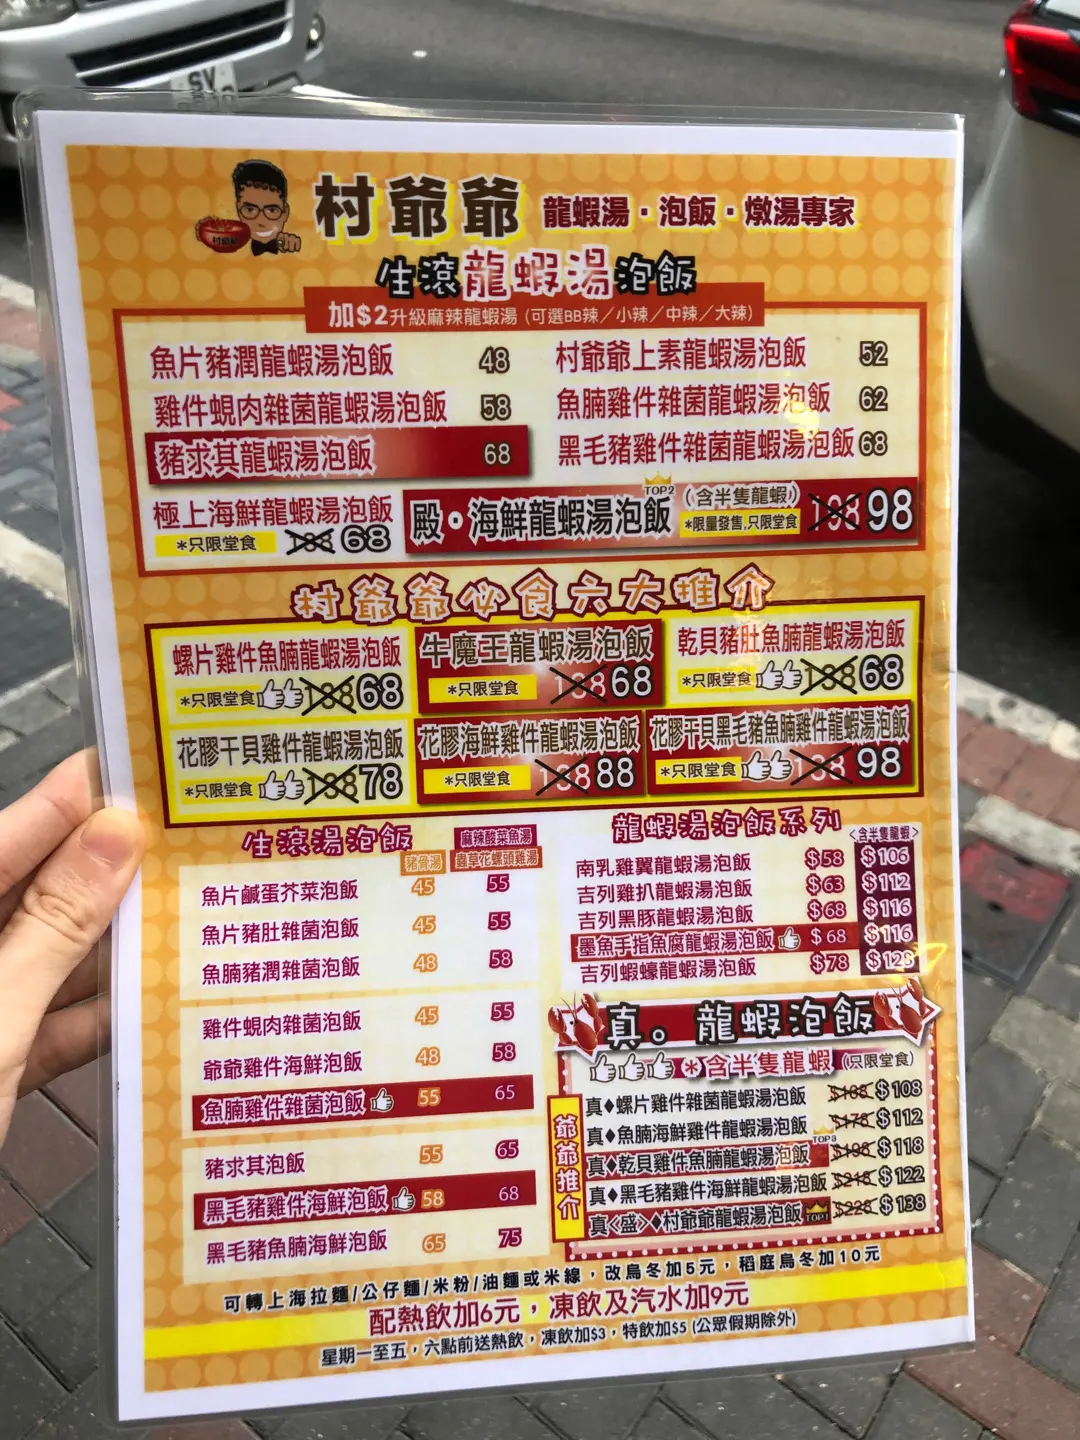 SV
村爺爺 龍蝦湯・泡飯・燉湯專家
村爺爺
生滾龍蝦湯泡飯
加$2升級麻辣龍蝦湯 (可選BB辣／小辣／中辣／大辣)
魚片豬潤龍蝦湯泡飯 48
村爺爺上素龍蝦湯泡飯 52
雞件蜆肉雜菌龍蝦湯泡飯 58
魚腩雞件雜菌龍蝦湯泡飯 62
豬求其龍蝦湯泡飯 68
黑毛豬雞件雜菌龍蝦湯泡飯 68
極上海鮮龍蝦湯泡飯
*只限堂食 68
殿・海鮮龍蝦湯泡飯 TOP2 (含半隻龍蝦)
*限量發售,只限堂食 198 98
村爺爺必食六大推介
螺片雞件魚腩龍蝦湯泡飯
*只限堂食 138 68
牛魔王龍蝦湯泡飯
*只限堂食 168 68
乾貝豬肚魚腩龍蝦湯泡飯
*只限堂食 138 68
花膠干貝雞件龍蝦湯泡飯
*只限堂食 138 78
花膠海鮮雞件龍蝦湯泡飯
*只限堂食 138 88
花膠干貝黑毛豬魚腩雞件龍蝦湯泡飯
*只限堂食 138 98
生滾湯泡飯
豬骨湯
麻辣酸菜魚湯
蟲草花螺頭雞湯
魚片鹹蛋芥菜泡飯 45 55
魚片豬肚雜菌泡飯 45 55
魚腩豬潤雜菌泡飯 48 58
雞件蜆肉雜菌泡飯 45 55
爺爺雞件海鮮泡飯 48 58
魚腩雞件雜菌泡飯 55 65
豬求其泡飯 55 65
黑毛豬雞件海鮮泡飯 58 68
黑毛豬魚腩海鮮泡飯 65 75
龍蝦湯泡飯系列
<含半隻龍蝦>
南乳雞翼龍蝦湯泡飯 $58 $106
吉列雞扒龍蝦湯泡飯 $63 $112
吉列黑豚龍蝦湯泡飯 $68 $116
墨魚手指魚腐龍蝦湯泡飯 $68 $116
吉列蝦蠔龍蝦湯泡飯 $78 $128
真。龍蝦泡飯
*含半隻龍蝦 (只限堂食)
爺爺推介
真♦螺片雞件雜菌龍蝦湯泡飯 $168 $108
真♦魚腩海鮮雞件龍蝦湯泡飯 $178 $112
真♦乾貝雞件魚腩龍蝦湯泡飯 TOP3 $198 $118
真♦黑毛豬雞件海鮮龍蝦湯泡飯 $218 $122
真<盛>♦村爺爺龍蝦湯泡飯 TOP1 $228 $138
可轉上海拉麵/公仔麵/米粉/油麵或米線，改烏冬加5元，稻庭烏冬加10元
配熱飲加6元，凍飲及汽水加9元
星期一至五，六點前送熱飲，凍飲加$3，特飲加$5 (公眾假期除外)